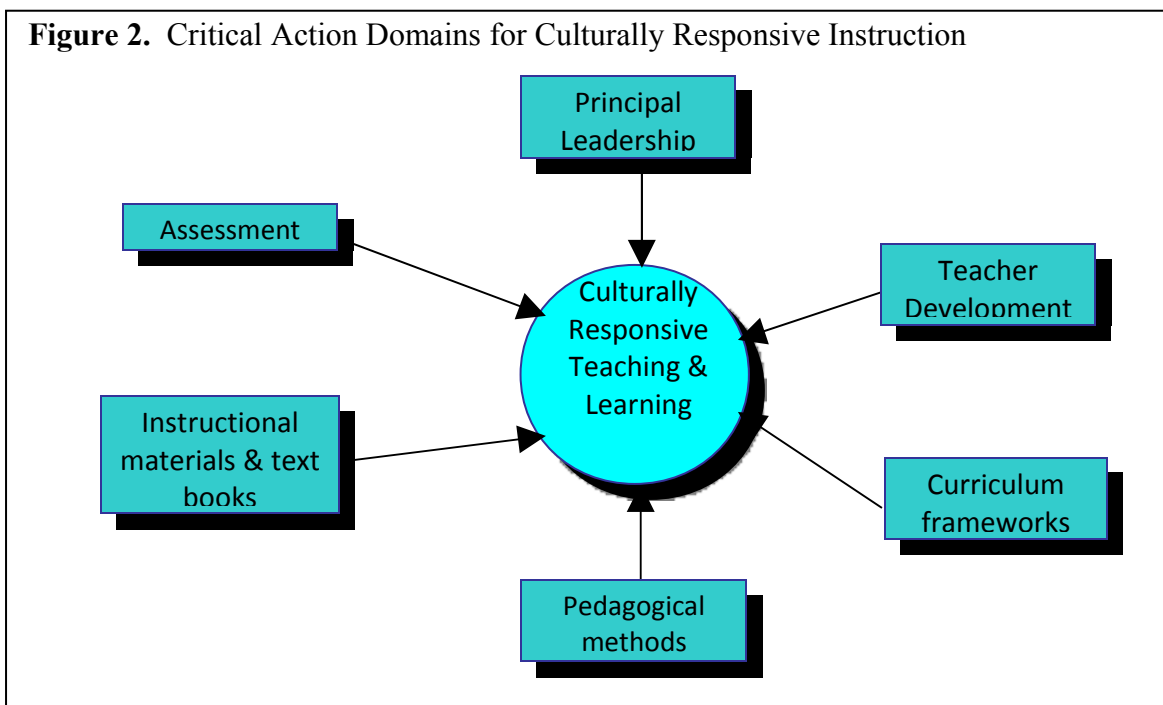 Figure 2. Critical Action Domains for Culturally Responsive Instruction
Principal
Leadership
Assessment
Teacher
Development
Culturally
Responsive
Teaching &
Learning
Instructional
materials & text
books
Curriculum
frameworks
Pedagogical
methods